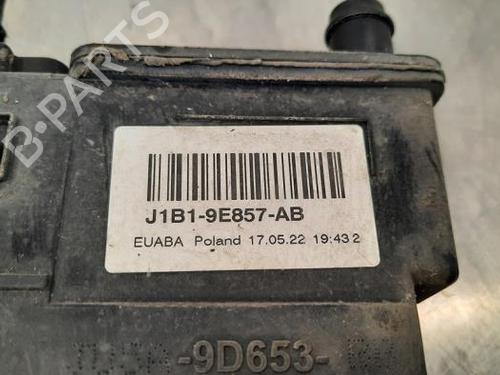 B-PARTS
J1B1-9E857-AB
EUABA Poland 17.05.22 19:43 2
-9D653-